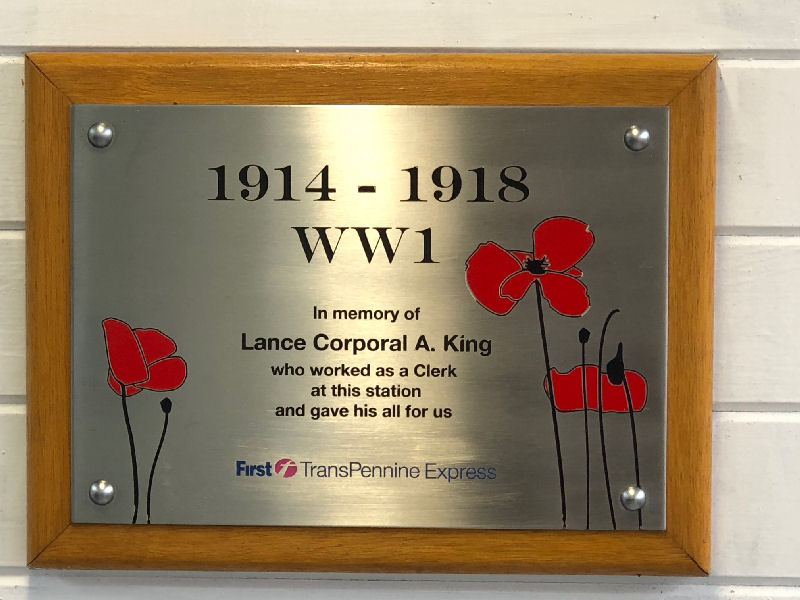 1914 - 1918
WW1
In memory of
Lance Corporal A. King
who worked as a Clerk
at this station
and gave his all for us
First TransPennine Express